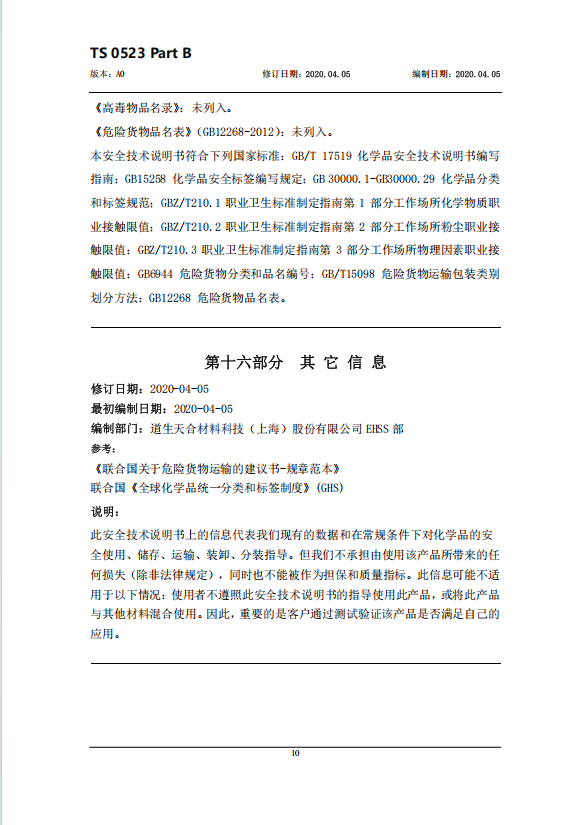 TS 0523 Part B
版本：A0 修订日期：2020.04.05 编制日期：2020.04.05
《高毒物品名录》：未列入。
《危险货物品名表》（GB12268-2012）：未列入。
本安全技术说明书符合下列国家标准：GB/T 17519 化学品安全技术说明书编写
指南；GB15258 化学品安全标签编写规定；GB 30000.1-GB30000.29 化学品分类
和标签规范；GBZ/T210.1 职业卫生标准制定指南第 1 部分工作场所化学物质职
业接触限值；GBZ/T210.2 职业卫生标准制定指南第 2 部分工作场所粉尘职业接
触限值；GBZ/T210.3 职业卫生标准制定指南第 3 部分工作场所物理因素职业接
触限值；GB6944 危险货物分类和品名编号；GB/T15098 危险货物运输包装类别
划分方法；GB12268 危险货物品名表。
第十六部分 其 它 信 息
修订日期：2020-04-05
最初编制日期：2020-04-05
编制部门：道生天合材料科技（上海）股份有限公司 EHSS 部
参考：
《联合国关于危险货物运输的建议书-规章范本》
联合国《全球化学品统一分类和标签制度》(GHS)
说明：
此安全技术说明书上的信息代表我们现有的数据和在常规条件下对化学品的安
全使用、储存、运输、装卸、分装指导。但我们不承担由使用该产品所带来的任
何损失（除非法律规定），同时也不能被作为担保和质量指标。此信息可能不适
用于以下情况：使用者不遵照此安全技术说明书的指导使用此产品，或将此产品
与其他材料混合使用。因此，重要的是客户通过测试验证该产品是否满足自己的
应用。
10